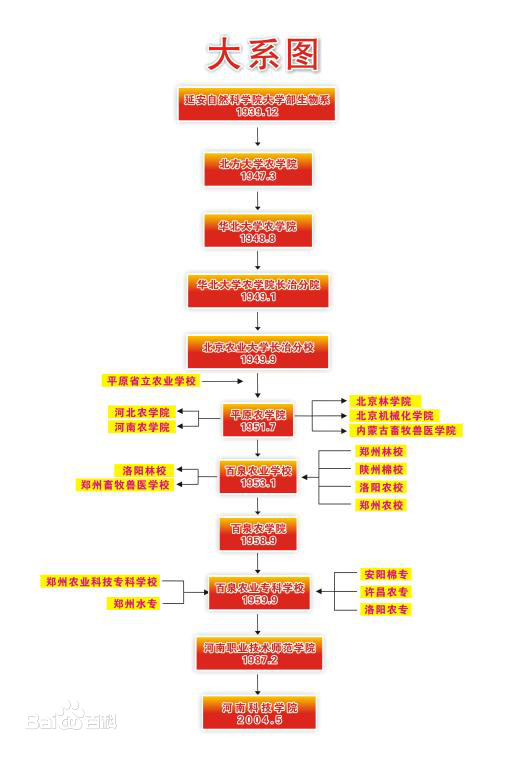 大系图
延安自然科学院大学部生物系
1939.12
北方大学农学院
1947.3
华北大学农学院
1948.8
华北大学农学院长治分院
1949.1
北京农业大学长治分校
1949.9
平原省立农业学校
河北农学院
河南农学院
平原农学院
1951.7
北京林学院
北京机械化学院
内蒙古畜牧兽医学院
洛阳林校
郑州畜牧兽医学校
百泉农业学校
1953.1
郑州林校
陕州棉校
洛阳农校
郑州农校
百泉农学院
1958.9
郑州农业科技专科学校
郑州水专
百泉农业专科学校
1959.9
安阳棉专
许昌农专
洛阳农专
河南职业技术师范学院
1987.2
河南科技学院
2004.5
Bai百科